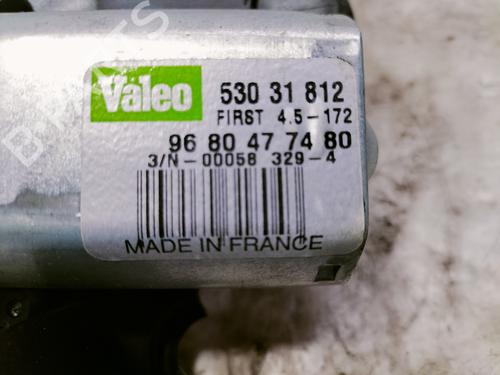 Valeo
530 31 812
FIRST 4.5-172
96 80 47 74 80
3/N-00058 329-4
MADE IN FRANCE